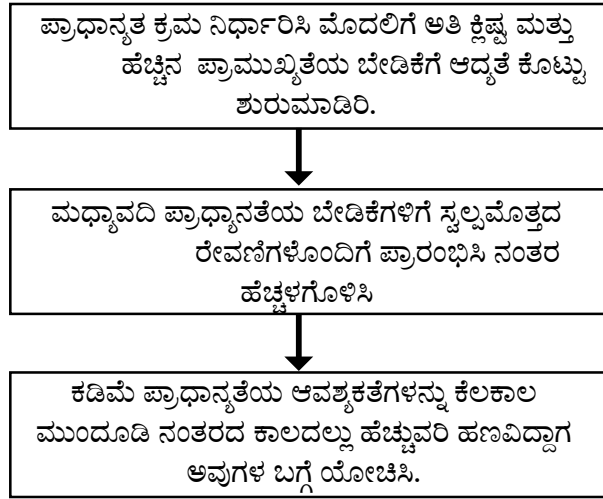 ಪ್ರಾಧಾನ್ಯತ ಕ್ರಮ ನಿರ್ಧಾರಿಸಿ ಮೊದಲಿಗೆ ಅತಿ ಕ್ಲಿಷ್ಟ ಮತ್ತು
ಹೆಚ್ಚಿನ ಪ್ರಾಮುಖ್ಯತೆಯ ಬೇಡಿಕೆಗೆ ಆದ್ಯತೆ ಕೊಟ್ಟು
ಶುರುಮಾಡಿರಿ.
ಮಧ್ಯಾವದಿ ಪ್ರಾಧ್ಯಾನತೆಯ ಬೇಡಿಕೆಗಳಿಗೆ ಸ್ವಲ್ಪಮೊತ್ತದ
ರೇವಣಿಗಳೊಂದಿಗೆ ಪ್ರಾರಂಭಿಸಿ ನಂತರ
ಹೆಚ್ಚಳಗೊಳಿಸಿ
ಕಡಿಮೆ ಪ್ರಾಧಾನ್ಯತೆಯ ಆವಶ್ಯಕತೆಗಳನ್ನು ಕೆಲಕಾಲ
ಮುಂದೂಡಿ ನಂತರದ ಕಾಲದಲ್ಲು ಹೆಚ್ಚುವರಿ ಹಣವಿದ್ದಾಗ
ಅವುಗಳ ಬಗ್ಗೆ ಯೋಚಿಸಿ.